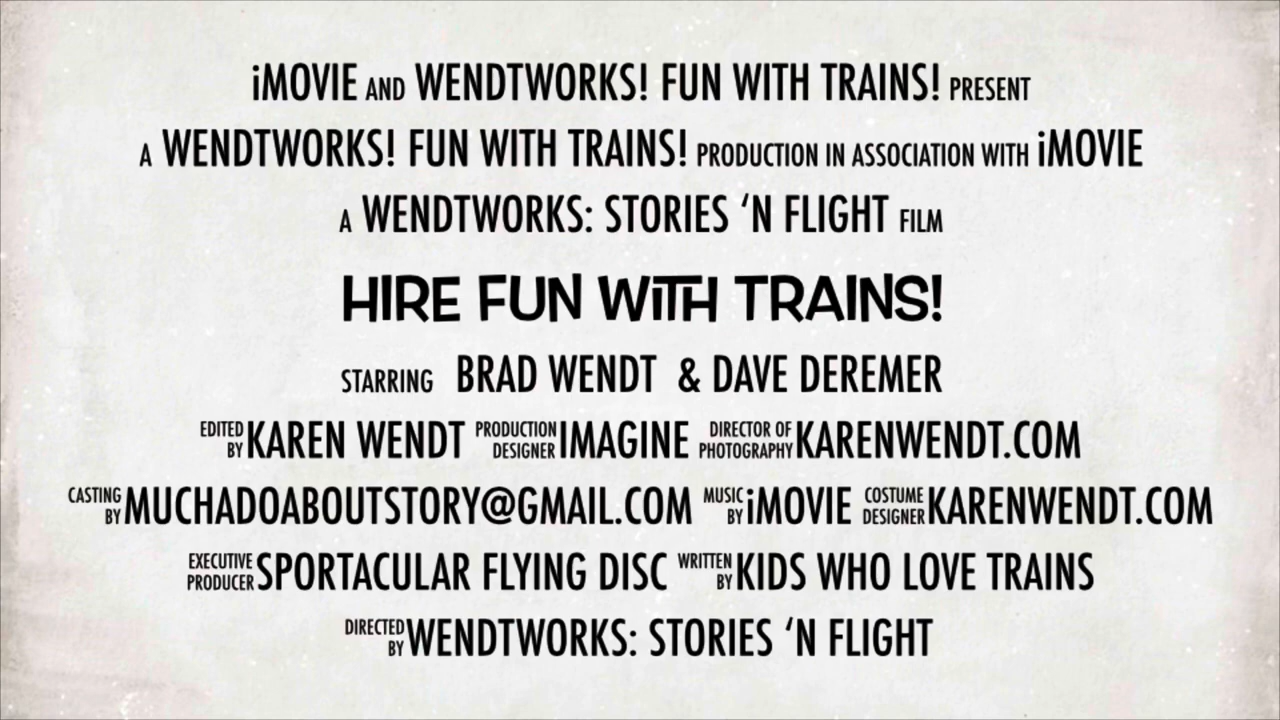 iMOVIE AND WENDTWORKS! FUN WITH TRAINS! PRESENT
A WENDTWORKS! FUN WITH TRAINS! PRODUCTION IN ASSOCIATION WITH iMOVIE
A WENDTWORKS: STORIES ‘N FLIGHT FILM
HIRE FUN WiTH TRAINS!
STARRING BRAD WENDT & DAVE DEREMER
EDITED BY KAREN WENDT PRODUCTION DESIGNER IMAGINE DIRECTOR OF PHOTOGRAPHY KARENWENDT.COM
CASTING BY MUCHADOABOUTSTORY@GMAIL.COM MUSIC BY iMOVIE COSTUME DESIGNER KARENWENDT.COM
EXECUTIVE PRODUCER SPORTACULAR FLYING DISC WRITTEN BY KIDS WHO LOVE TRAINS
DIRECTED BY WENDTWORKS: STORIES ‘N FLIGHT